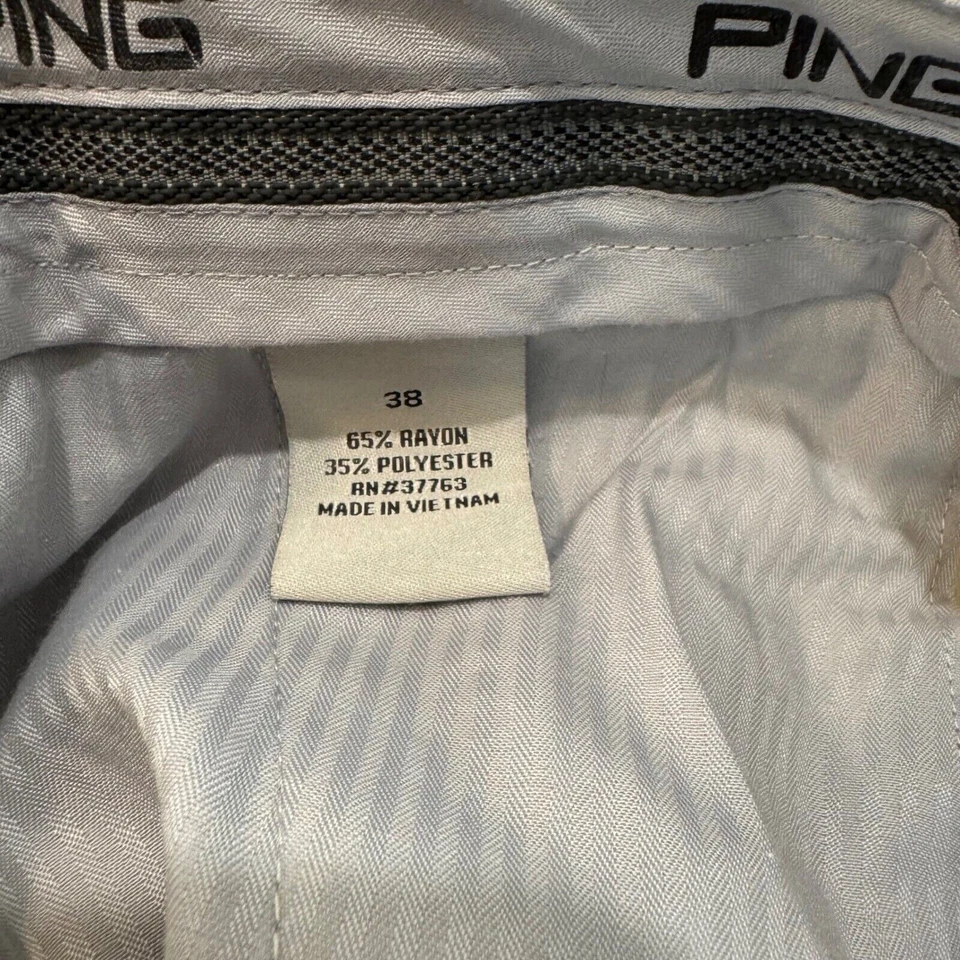 PING PING
38
65% RAYON
35% POLYESTER
RN#37763
MADE IN VIETNAM